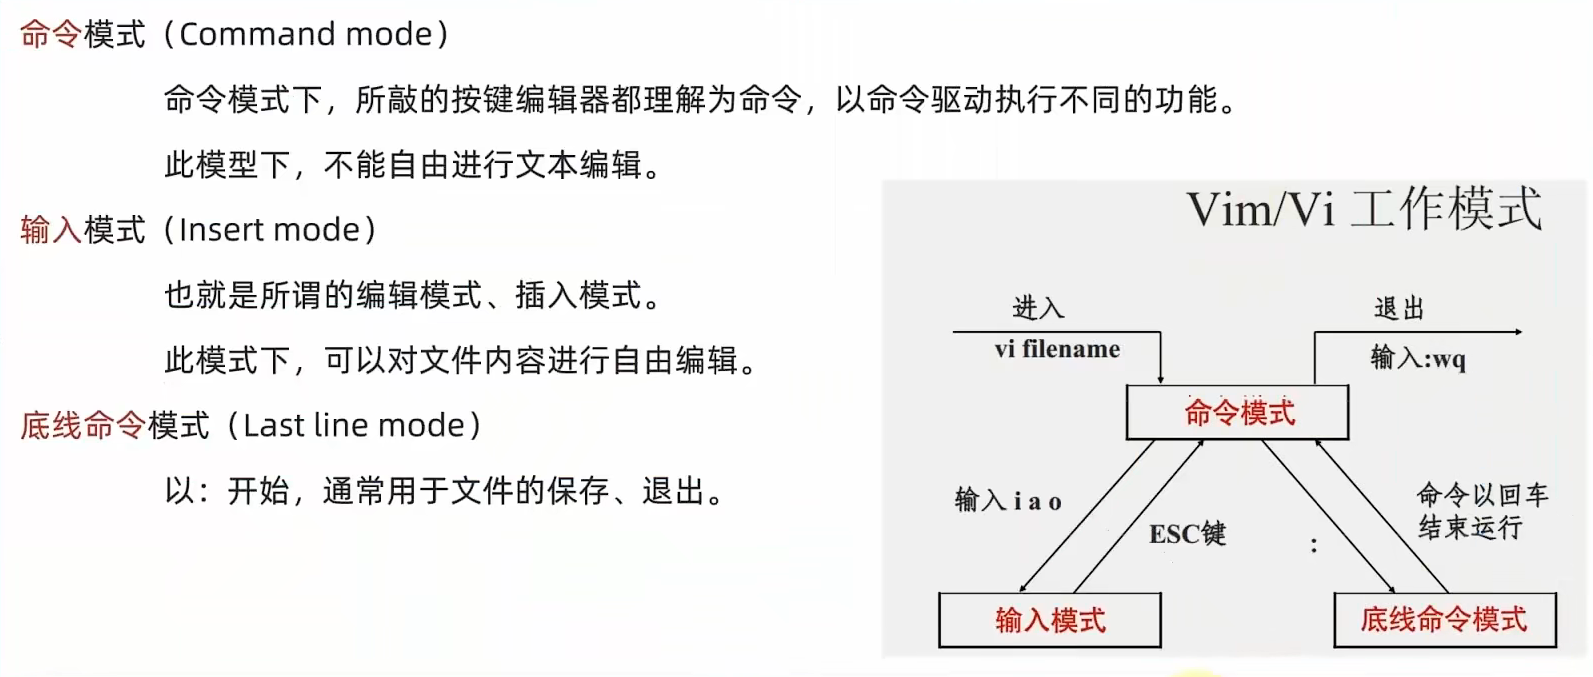 命令模式（Command mode）
命令模式下，所敲的按键编辑器都理解为命令，以命令驱动执行不同的功能。
此模型下，不能自由进行文本编辑。
输入模式（Insert mode）
也就是所谓的编辑模式、插入模式。
此模式下，可以对文件内容进行自由编辑。
底线命令模式（Last line mode）
以：开始，通常用于文件的保存、退出。
Vim/Vi 工作模式
进入
vi filename
退出
输入:wq
命令模式
输入 i a o
ESC键
:
命令以回车
结束运行
输入模式
底线命令模式